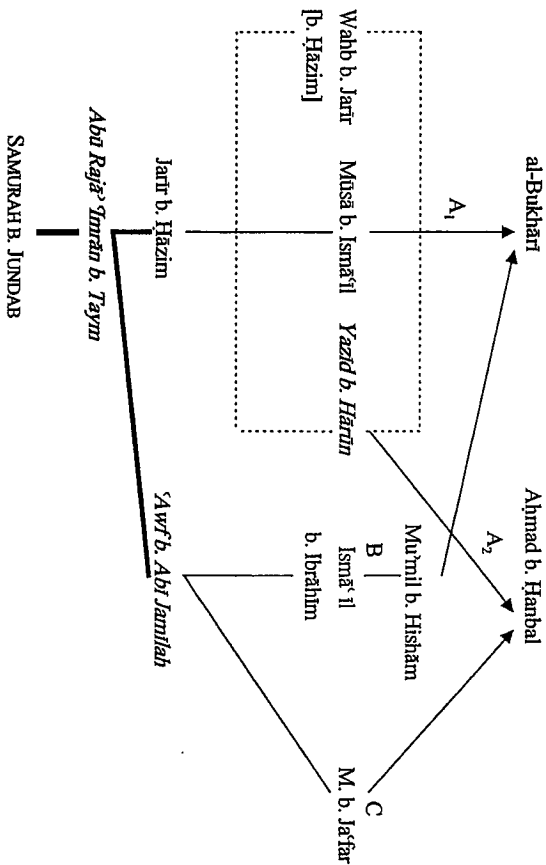 al-Bukhārī
Aḥmad b. Ḥanbal
A₁
A₂
Wahb b. Jarīr
[b. Ḥāzim]
Mūsā b. Ismāʿīl
Yazīd b. Hārūn
Muʾmil b. Hishām
B
Ismāʿīl
b. Ibrāhīm
C
M. b. Jaʿfar
Jarīr b. Ḥāzim
ʿAwf b. Abī Jamīlah
Abū Rajāʾ ʿImrān b. Taym
SAMURAH B. JUNDAB